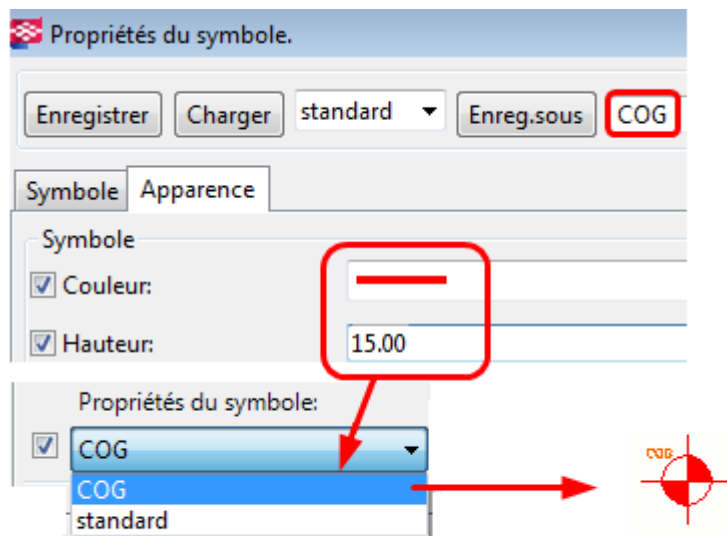 Propriétés du symbole.
Enregistrer Charger standard Enreg.sous COG
Symbole Apparence
Symbole
Couleur:
Hauteur: 15.00
Propriétés du symbole:
COG
COG
standard
COG